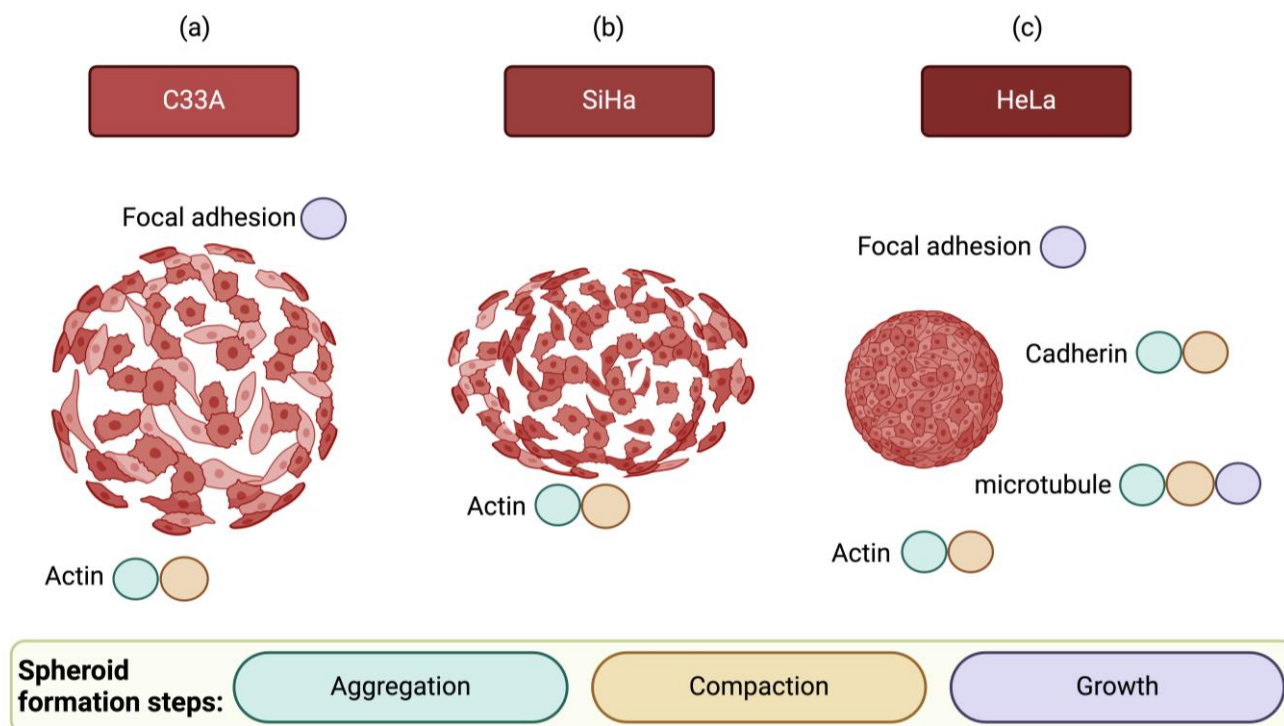 (a)
(b)
(c)
C33A
SiHa
HeLa
Focal adhesion
Focal adhesion
Cadherin
microtubule
Actin
Actin
Actin
Spheroid
formation steps:
Aggregation
Compaction
Growth